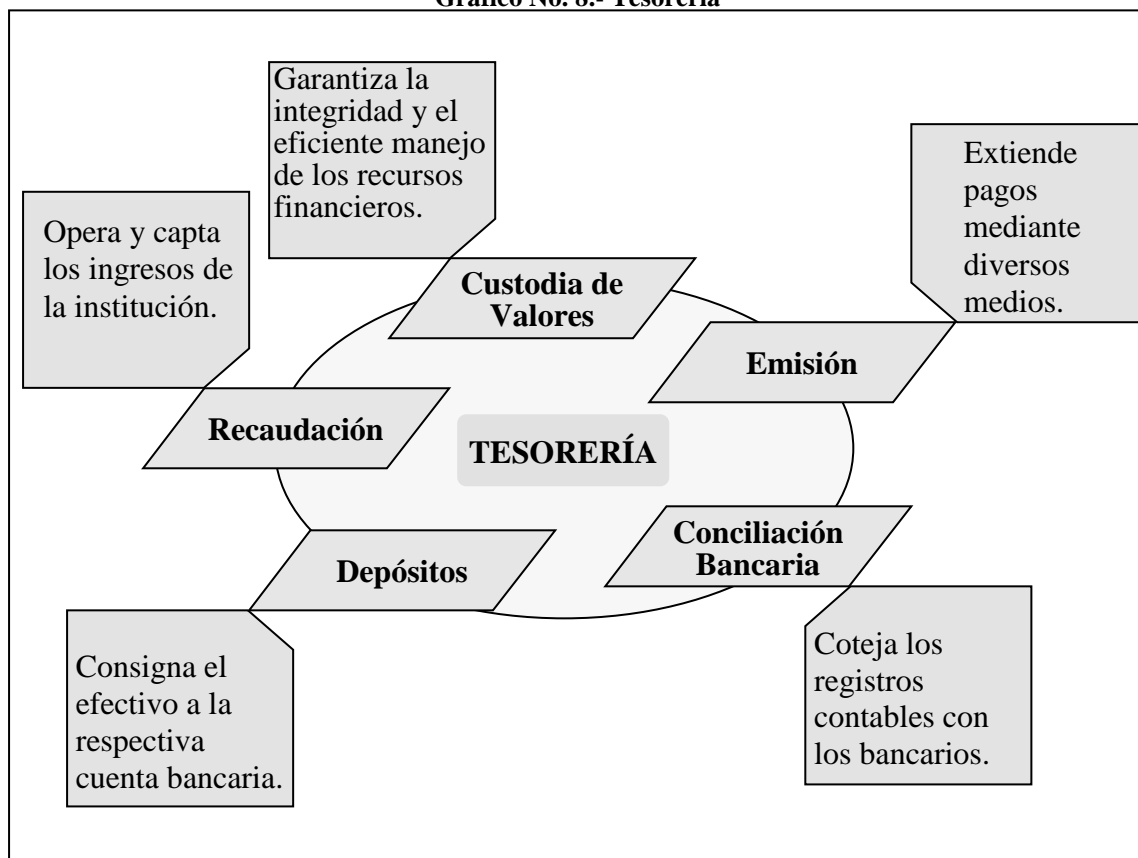 Gráfico No. 8.- Tesorería
Garantiza la
integridad y el
eficiente manejo
de los recursos
financieros.
Extiende
pagos
mediante
diversos
medios.
Opera y capta
los ingresos de
la institución.
Custodia de
Valores
Emisión
Recaudación
TESORERÍA
Conciliación
Bancaria
Depósitos
Consigna el
efectivo a la
respectiva
cuenta bancaria.
Coteja los
registros
contables con
los bancarios.